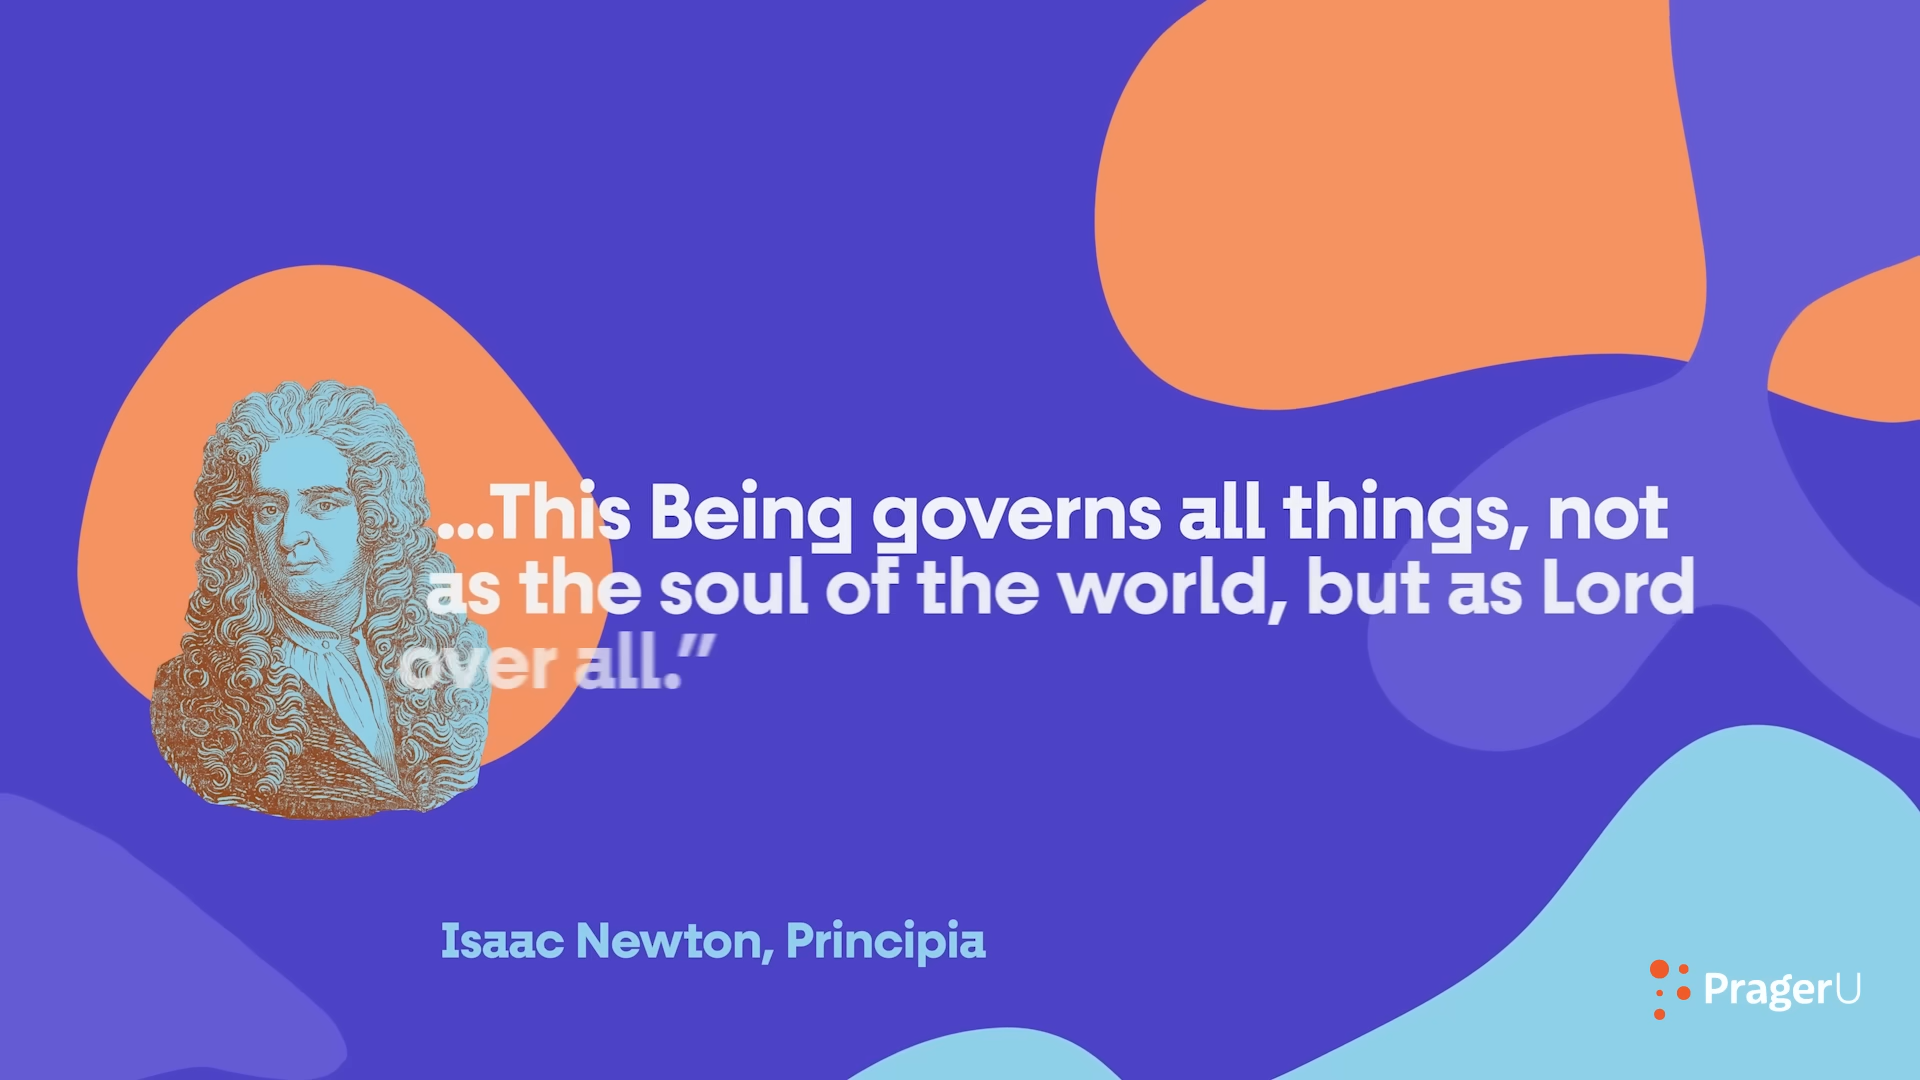 ...This Being governs all things, not
as the soul of the world, but as Lord
over all.”
Isaac Newton, Principia
PragerU